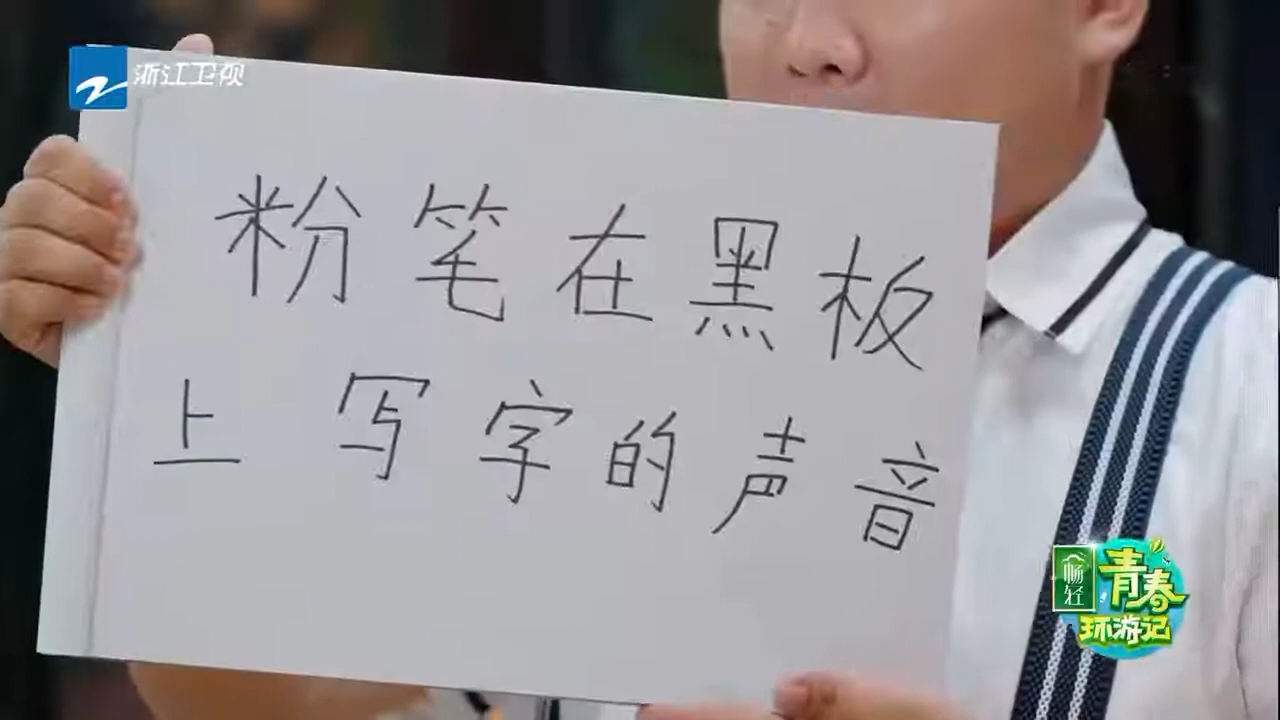 浙江卫视
粉笔在黑板
上写字的声音
畅轻
青春
环游记